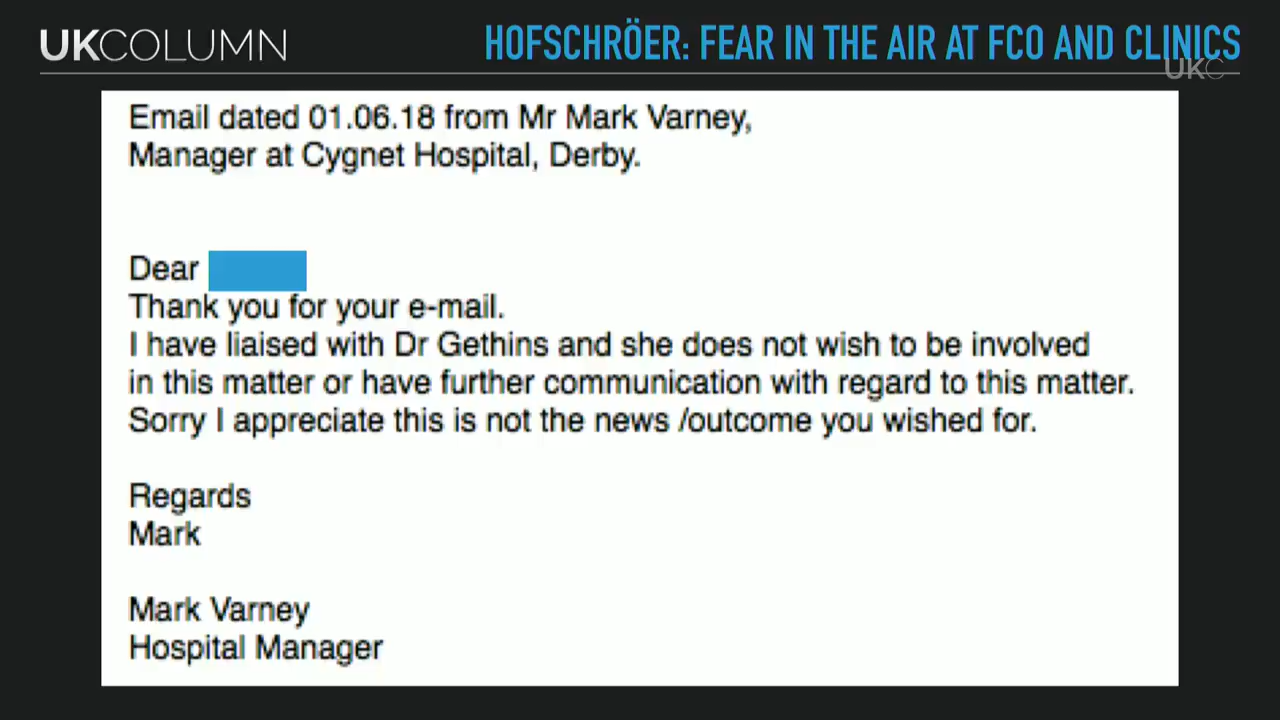 UKCOLUMN
HOFSCHRÖER: FEAR IN THE AIR AT FCO AND CLINICS
UKC
Email dated 01.06.18 from Mr Mark Varney,
Manager at Cygnet Hospital, Derby.
Dear
Thank you for your e-mail.
I have liaised with Dr Gethins and she does not wish to be involved
in this matter or have further communication with regard to this matter.
Sorry I appreciate this is not the news /outcome you wished for.
Regards
Mark
Mark Varney
Hospital Manager